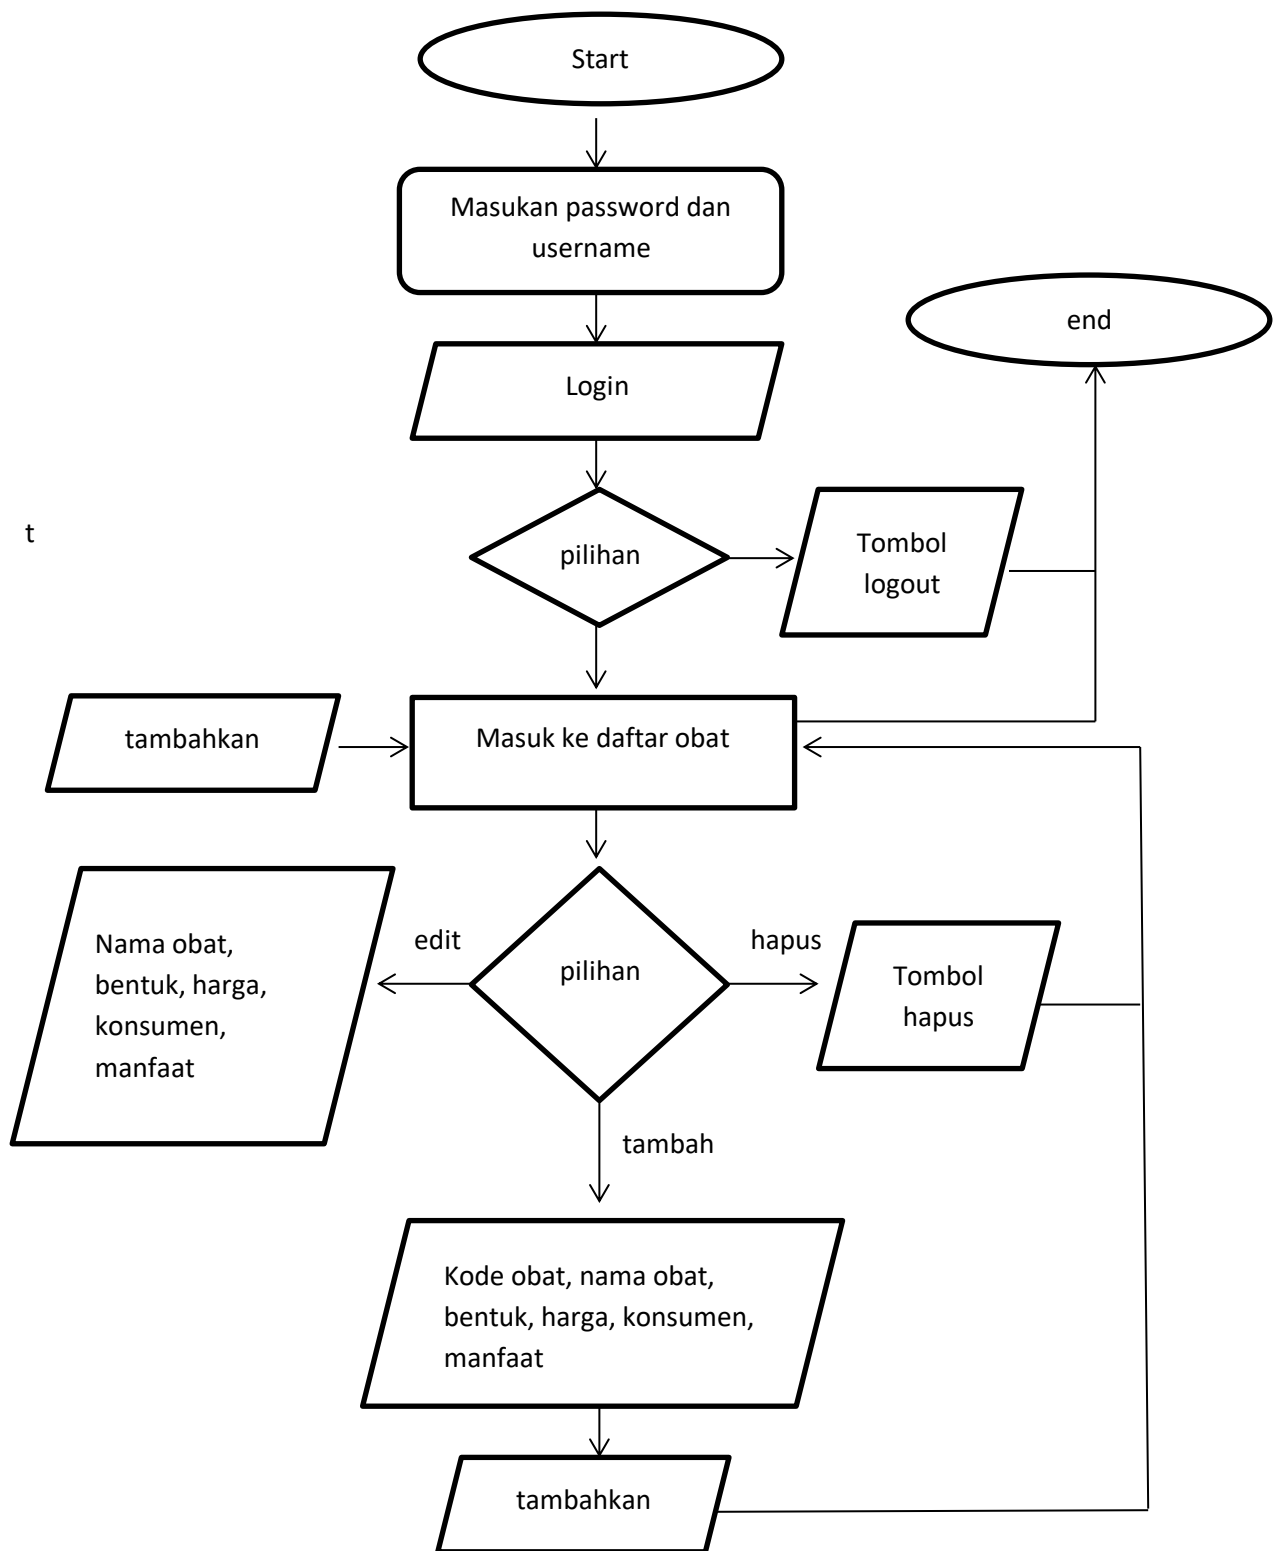 Start
Masukan password dan
username
end
Login
t
pilihan
Tombol
logout
tambahkan
Masuk ke daftar obat
Nama obat,
bentuk, harga,
konsumen,
manfaat
edit
pilihan
hapus
Tombol
hapus
tambah
Kode obat, nama obat,
bentuk, harga, konsumen,
manfaat
tambahkan